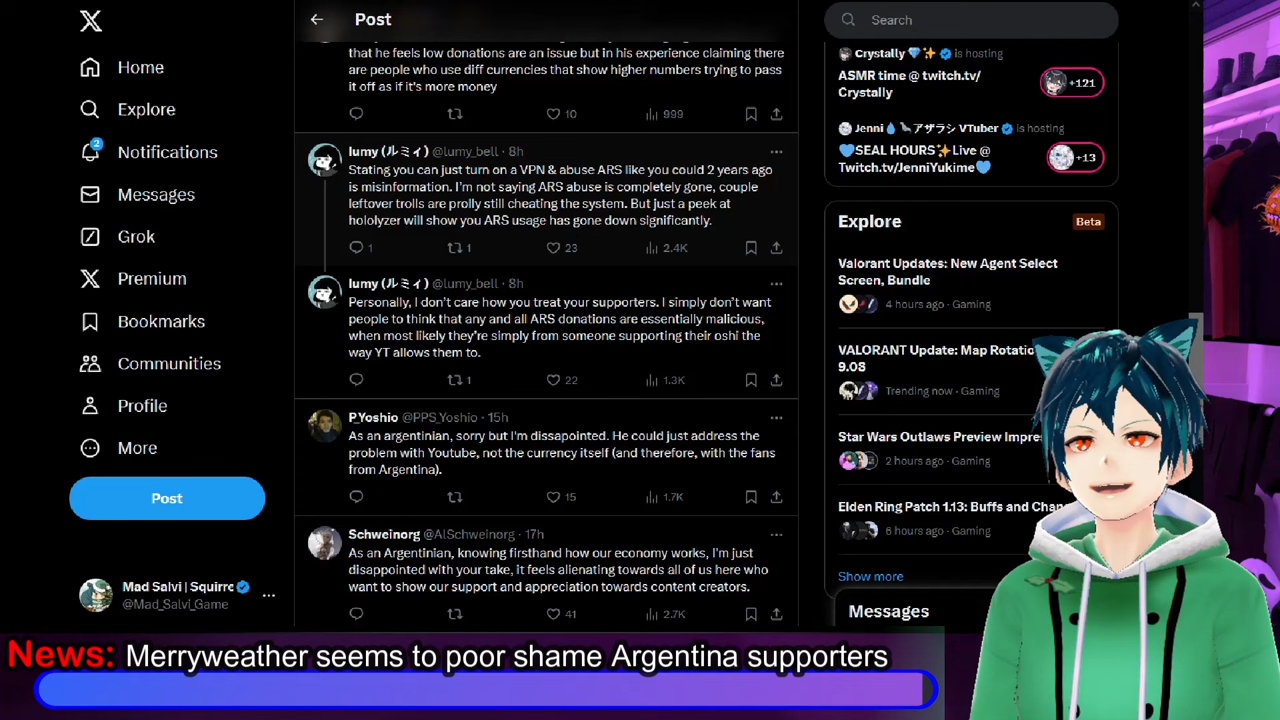 Home
Explore
2
Notifications
Messages
Grok
Premium
Bookmarks
Communities
Profile
More
Post
Mad Salvi | Squirre
@Mad_Salvi_Game
Post
that he feels low donations are an issue but in his experience claiming there
are people who use diff currencies that show higher numbers trying to pass
it off as if it's more money
10
999
lumy (ルミィ) @lumy_bell · 8h
Stating you can just turn on a VPN & abuse ARS like you could 2 years ago
is misinformation. I'm not saying ARS abuse is completely gone, couple
leftover trolls are prolly still cheating the system. But just a peek at
hololyzer will show you ARS usage has gone down significantly.
1
1
23
2.4K
lumy (ルミィ) @lumy_bell · 8h
Personally, I don't care how you treat your supporters. I simply don't want
people to think that any and all ARS donations are essentially malicious,
when most likely they're simply from someone supporting their oshi the
way YT allows them to.
1
22
1.3K
P.Yoshio @PPS_Yoshio · 15h
As an argentinian, sorry but I'm dissapointed. He could just address the
problem with Youtube, not the currency itself (and therefore, with the fans
from Argentina).
15
1.7K
Schweinorg @AlSchweinorg · 17h
As an Argentinian, knowing firsthand how our economy works, I'm just
disappointed with your take, it feels allenating towards all of us here who
want to show our support and appreciation towards content creators.
41
2.7K
Search
Crystally is hosting
ASMR time @ twitch.tv/
Crystally
+121
Jenni アザラシ VTuber is hosting
SEAL HOURS Live @
Twitch.tv/JenniYukime
+13
Explore
Beta
Valorant Updates: New Agent Select
Screen, Bundle
4 hours ago · Gaming
VALORANT Update: Map Rotatio
9.03
Trending now · Gaming
Star Wars Outlaws Preview Impre
2 hours ago · Gaming
Elden Ring Patch 1.13: Buffs and Chan
6 hours ago · Gaming
Show more
Messages
News: Merryweather seems to poor shame Argentina supporters